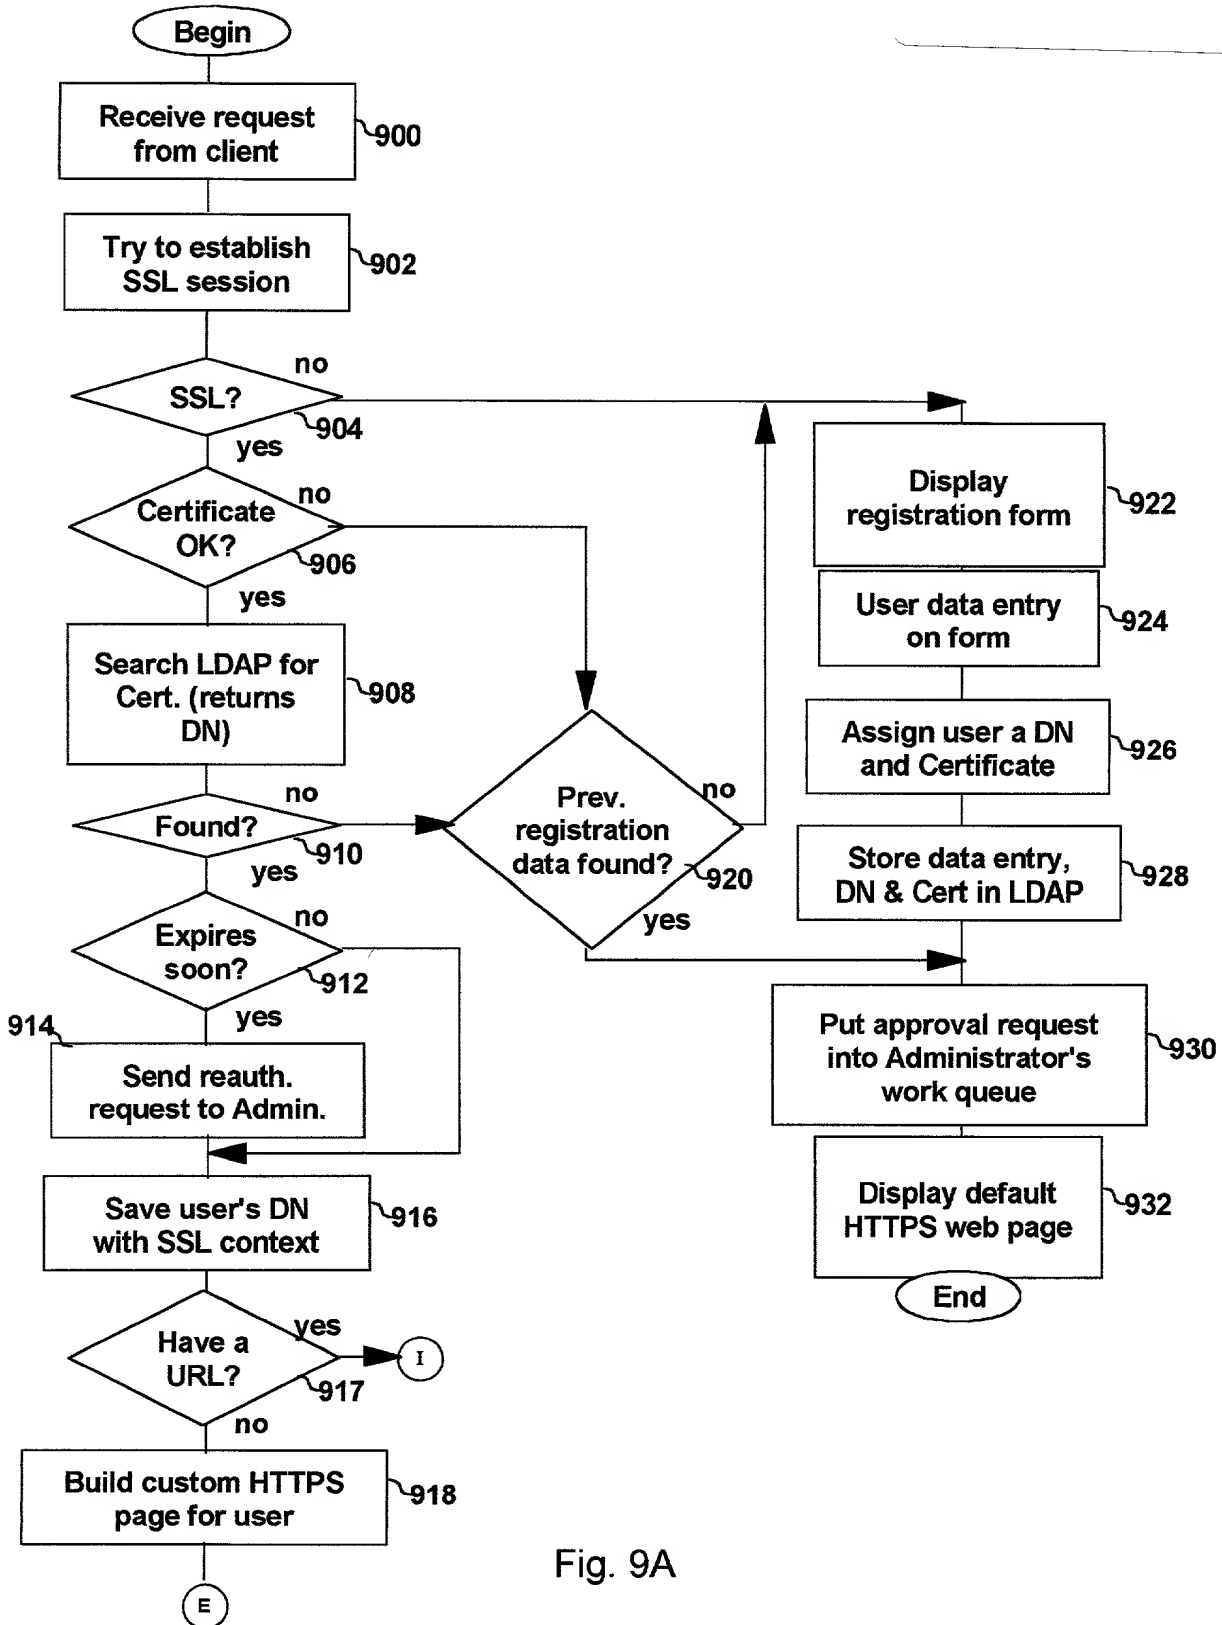 Begin
Receive request
from client
900
Try to establish
SSL session
902
no
SSL?
904
yes
no
Certificate
OK?
906
yes
Search LDAP for
Cert. (returns
DN)
908
no
Found?
910
yes
no
Expires
soon?
912
yes
914
Send reauth.
request to Admin.
Save user's DN
with SSL context
916
yes
Have a
URL?
I
917
no
Build custom HTTPS
page for user
918
E
no
Prev.
registration
data found?
920
yes
Display
registration form
922
User data entry
on form
924
Assign user a DN
and Certificate
926
Store data entry,
DN & Cert in LDAP
928
Put approval request
into Administrator's
work queue
930
Display default
HTTPS web page
932
End
Fig. 9A